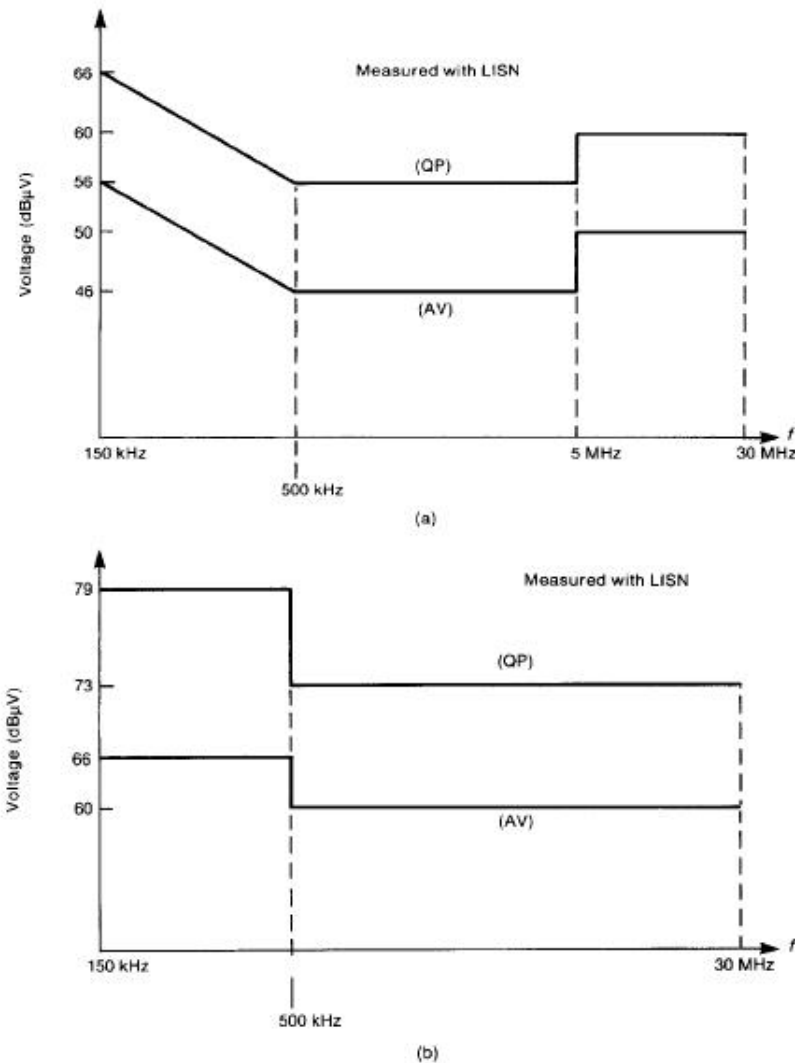 66
Measured with LISN
60
(QP)
56
50
46
(AV)
Voltage (dBµV)
f
150 kHz
5 MHz
30 MHz
500 kHz
(a)
79
Measured with LISN
(QP)
73
66
60
(AV)
Voltage (dBµV)
f
150 kHz
30 MHz
500 kHz
(b)